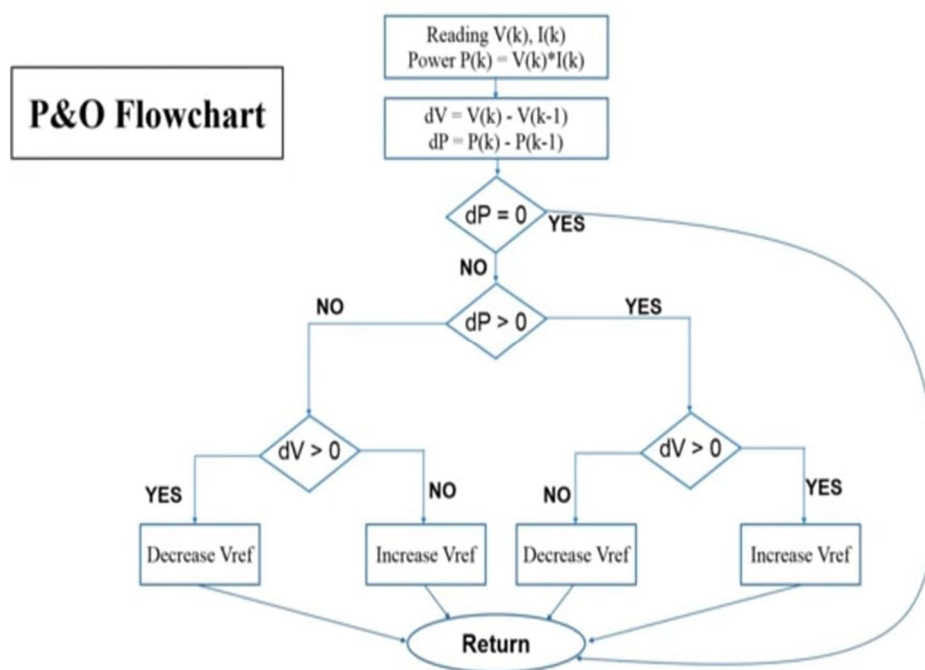 Reading V(k), I(k)
Power P(k) = V(k)*I(k)
P&O Flowchart
dV = V(k) - V(k-1)
dP = P(k) - P(k-1)
dP = 0
YES
NO
NO
YES
dP > 0
dV > 0
dV > 0
YES
NO
NO
YES
Decrease Vref
Increase Vref
Decrease Vref
Increase Vref
Return